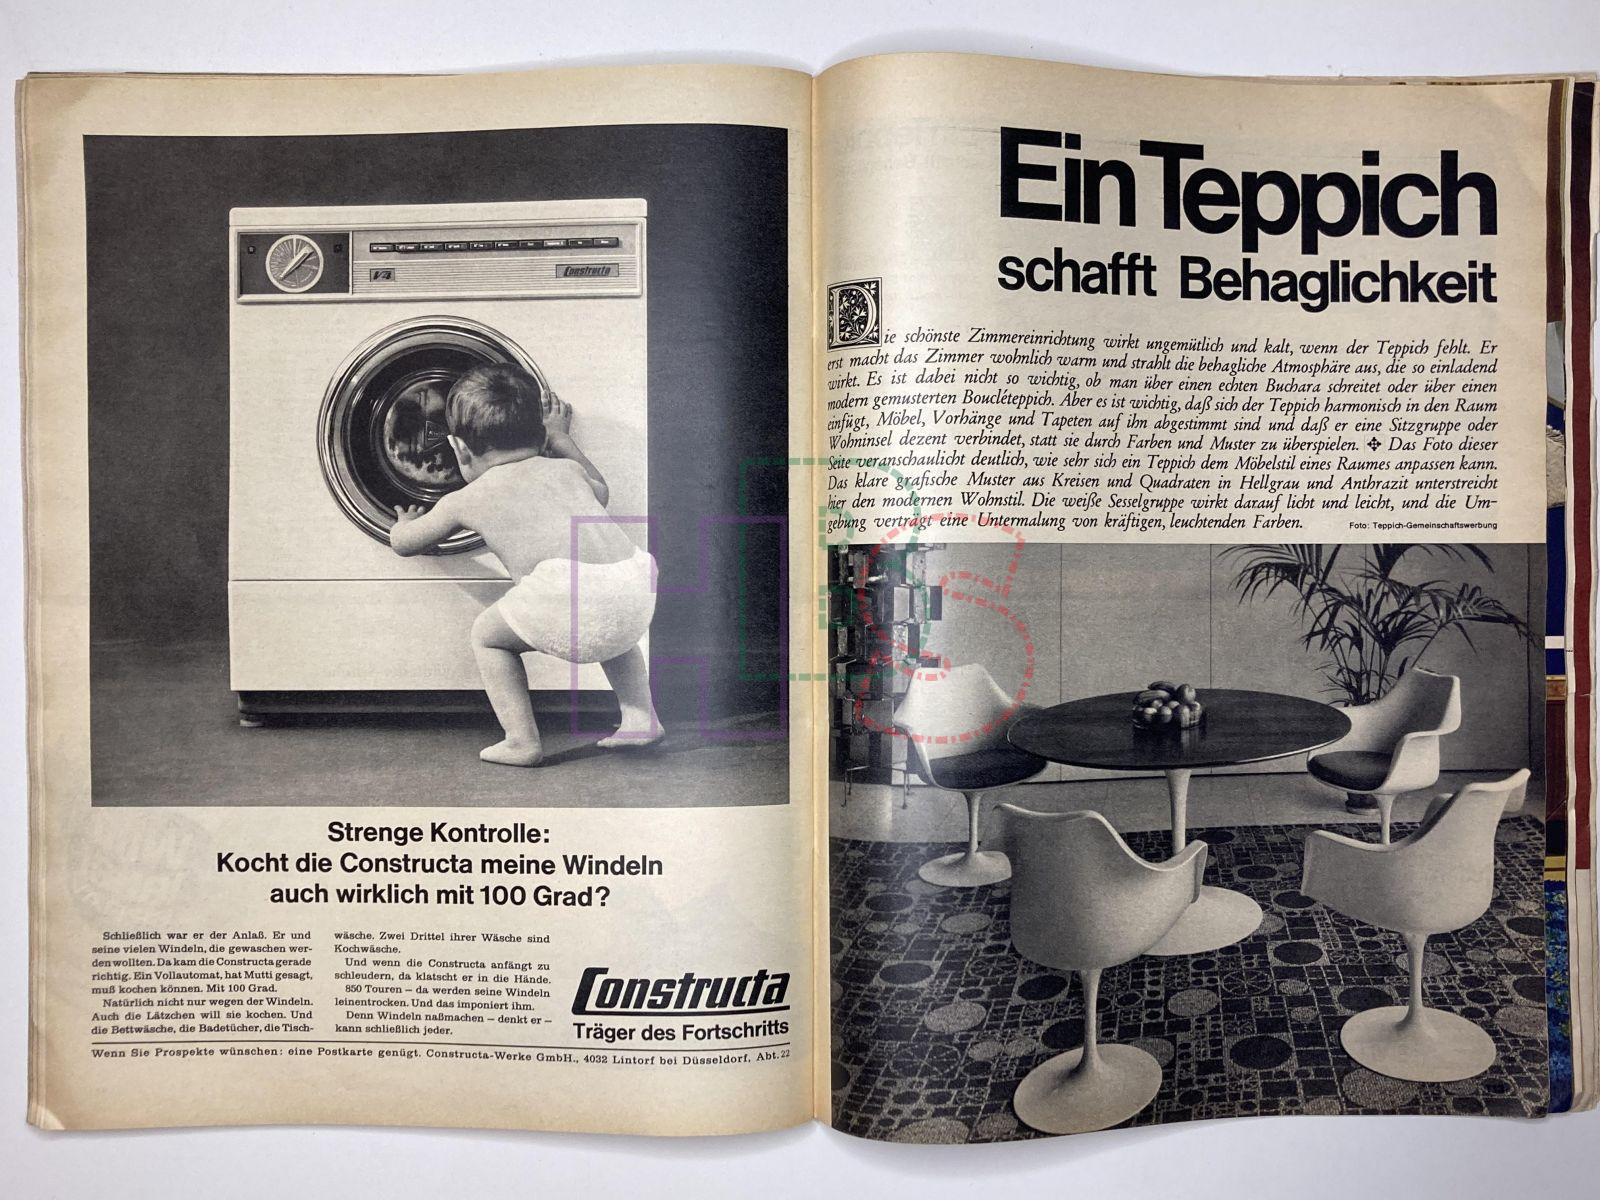 V4
Constructa
Strenge Kontrolle:
Kocht die Constructa meine Windeln
auch wirklich mit 100 Grad?
Schließlich war er der Anlaß. Er und
seine vielen Windeln, die gewaschen wer-
den wollten. Da kam die Constructa gerade
richtig. Ein Vollautomat, hat Mutti gesagt,
muß kochen können. Mit 100 Grad.
Natürlich nicht nur wegen der Windeln.
Auch die Lätzchen will sie kochen. Und
die Bettwäsche, die Badetücher, die Tisch-
wäsche. Zwei Drittel ihrer Wäsche sind
Kochwäsche.
Und wenn die Constructa anfängt zu
schleudern, da klatscht er in die Hände.
850 Touren – da werden seine Windeln
leinentrocken. Und das imponiert ihm.
Denn Windeln naßmachen – denkt er –
kann schließlich jeder.
Constructa
Träger des Fortschritts
Wenn Sie Prospekte wünschen: eine Postkarte genügt. Constructa-Werke GmbH., 4032 Lintorf bei Düsseldorf, Abt. 22
Ein Teppich
schafft Behaglichkeit
Die schönste Zimmereinrichtung wirkt ungemütlich und kalt, wenn der Teppich fehlt. Er
erst macht das Zimmer wohnlich warm und strahlt die behagliche Atmosphäre aus, die so einladend
wirkt. Es ist dabei nicht so wichtig, ob man über einen echten Buchara schreitet oder über einen
modern gemusterten Boucléteppich. Aber es ist wichtig, daß sich der Teppich harmonisch in den Raum
einfügt, Möbel, Vorhänge und Tapeten auf ihn abgestimmt sind und daß er eine Sitzgruppe oder
Wohninsel dezent verbindet, statt sie durch Farben und Muster zu überspielen. ✥ Das Foto dieser
Seite veranschaulicht deutlich, wie sehr sich ein Teppich dem Möbelstil eines Raumes anpassen kann.
Das klare grafische Muster aus Kreisen und Quadraten in Hellgrau und Anthrazit unterstreicht
hier den modernen Wohnstil. Die weiße Sesselgruppe wirkt darauf licht und leicht, und die Um-
gebung verträgt eine Untermalung von kräftigen, leuchtenden Farben.
Foto: Teppich-Gemeinschaftswerbung
HBS